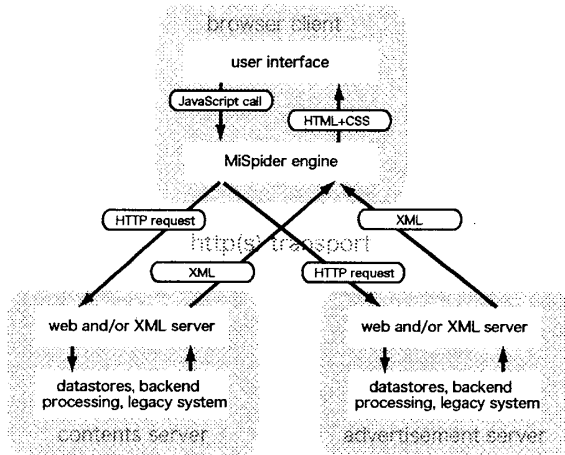 browser client
user interface
JavaScript call
HTML+CSS
MiSpider engine
HTTP request
XML
http(s) transport
XML
HTTP request
web and/or XML server
web and/or XML server
datastores, backend
processing, legacy system
datastores, backend
processing, legacy system
contents server
advertisement server